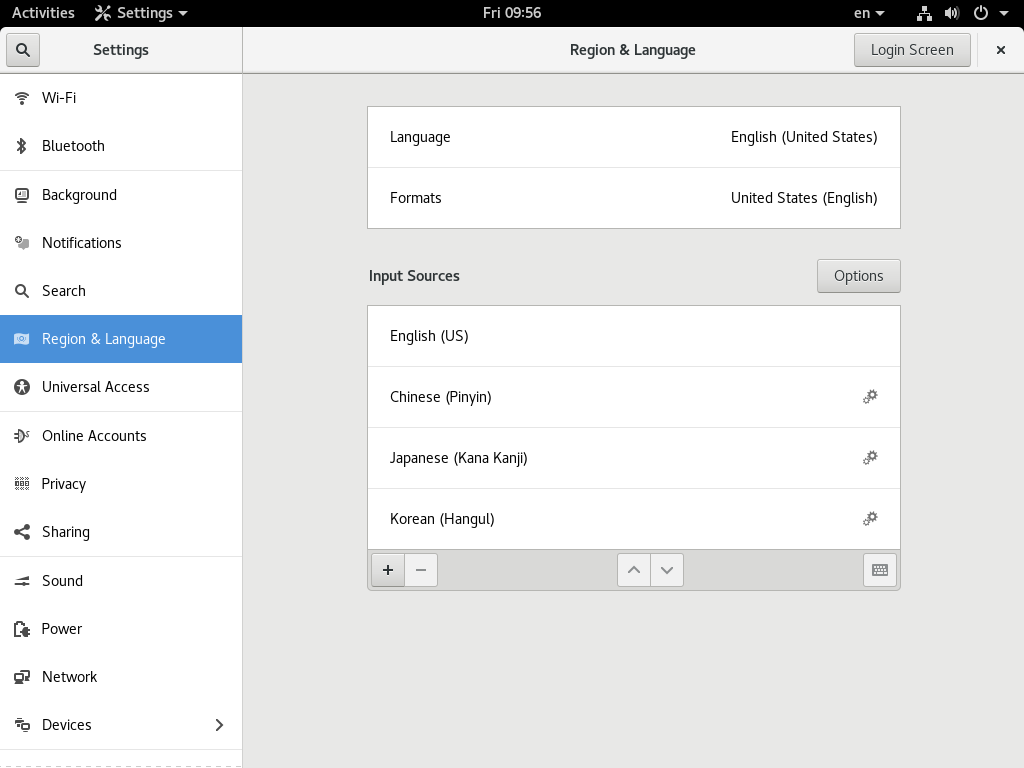 Activities Settings Fri 09:56 en
Settings Region & Language Login Screen
Wi-Fi
Bluetooth
Background
Notifications
Search
Region & Language
Universal Access
Online Accounts
Privacy
Sharing
Sound
Power
Network
Devices
Language English (United States)
Formats United States (English)
Input Sources Options
English (US)
Chinese (Pinyin)
Japanese (Kana Kanji)
Korean (Hangul)